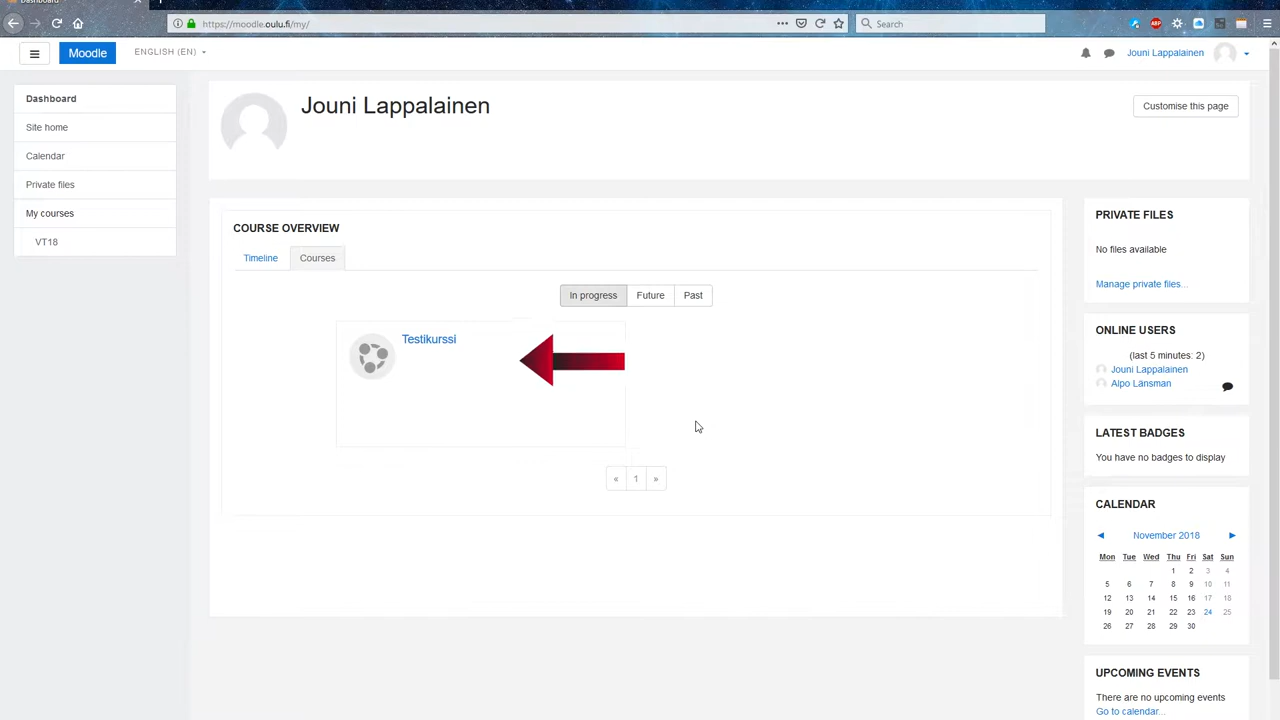 Dashboard
https://moodle.oulu.fi/my/
Search
Moodle
ENGLISH (EN)
Jouni Lappalainen
Dashboard
Site home
Calendar
Private files
My courses
VT18
Jouni Lappalainen
Customise this page
COURSE OVERVIEW
Timeline
Courses
In progress
Future
Past
Testikurssi
« 1 »
PRIVATE FILES
No files available
Manage private files...
ONLINE USERS
(last 5 minutes: 2)
Jouni Lappalainen
Alpo Länsman
LATEST BADGES
You have no badges to display
CALENDAR
◄ November 2018 ►
Mon Tue Wed Thu Fri Sat Sun
1 2 3 4
5 6 7 8 9 10 11
12 13 14 15 16 17 18
19 20 21 22 23 24 25
26 27 28 29 30
UPCOMING EVENTS
There are no upcoming events
Go to calendar...